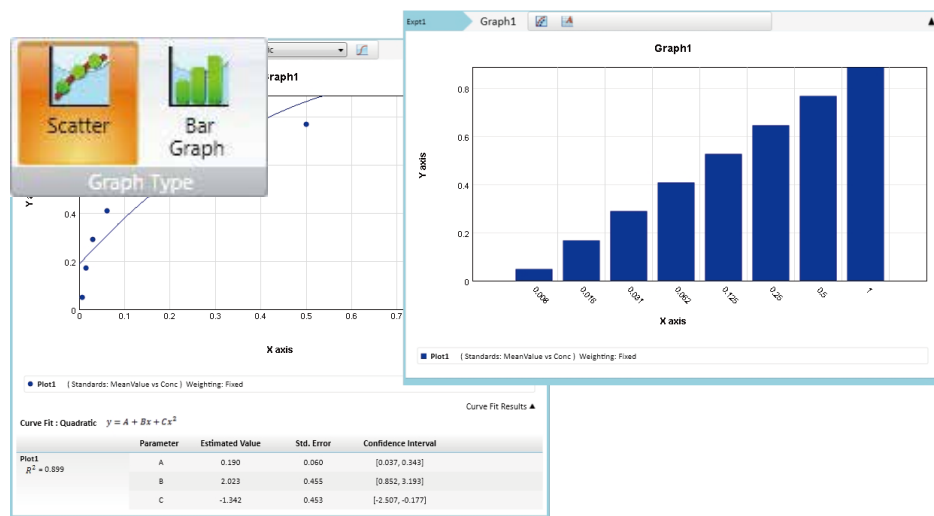 Scatter
Bar
Graph
Graph Type
ic
raph1
Y a
0.4
0.2
0
0 0.1 0.2 0.3 0.4 0.5 0.6 0.7
X axis
Plot1 ( Standards: MeanValue vs Conc ) Weighting: Fixed
Curve Fit Results ▲
Curve Fit : Quadratic y = A + Bx + Cx²
Parameter Estimated Value Std. Error Confidence Interval
Plot1
R² = 0.899
A 0.190 0.060 [0.037, 0.343]
B 2.023 0.455 [0.852, 3.193]
C -1.342 0.453 [-2.507, -0.177]
Expt1 Graph1
Graph1
Y axis
0.8
0.6
0.4
0.2
0
0.008 0.016 0.031 0.062 0.125 0.25 0.5 1
X axis
Plot1 ( Standards: MeanValue vs Conc ) Weighting: Fixed